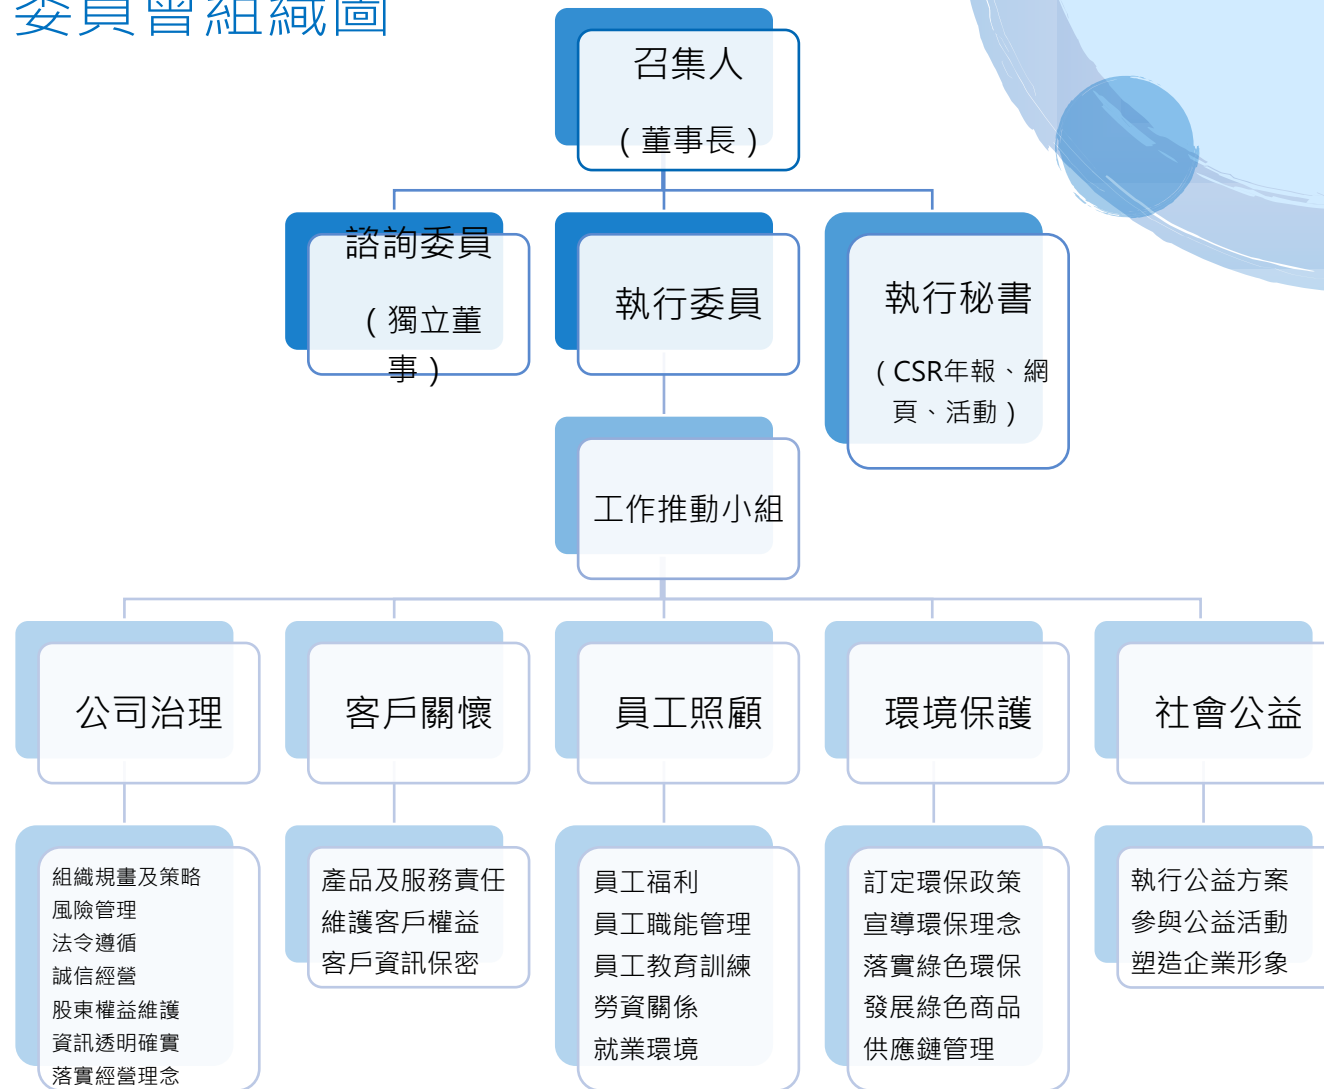 委員會組織圖
召集人
（董事長）
諮詢委員
（獨立董
事）
執行委員
執行秘書
（CSR年報、網
頁、活動）
工作推動小組
公司治理
客戶關懷
員工照顧
環境保護
社會公益
組織規畫及策略
風險管理
法令遵循
誠信經營
股東權益維護
資訊透明確實
落實經營理念
產品及服務責任
維護客戶權益
客戶資訊保密
員工福利
員工職能管理
員工教育訓練
勞資關係
就業環境
訂定環保政策
宣導環保理念
落實綠色環保
發展綠色商品
供應鏈管理
執行公益方案
參與公益活動
塑造企業形象